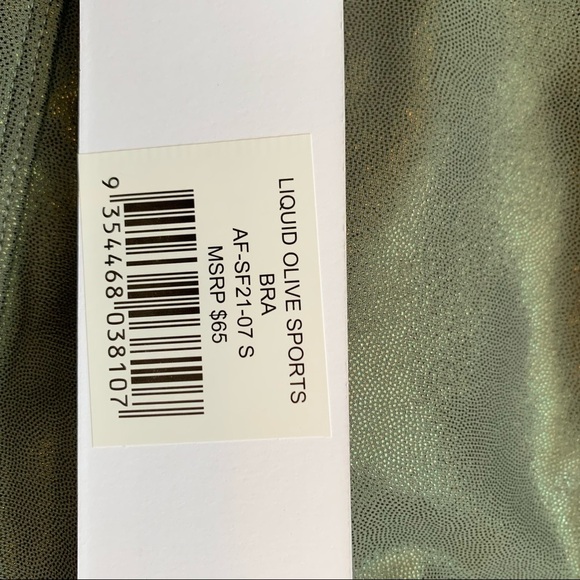 LIQUID OLIVE SPORTS
BRA
AF-SF21-07 S
MSRP $65
9 354468 038107